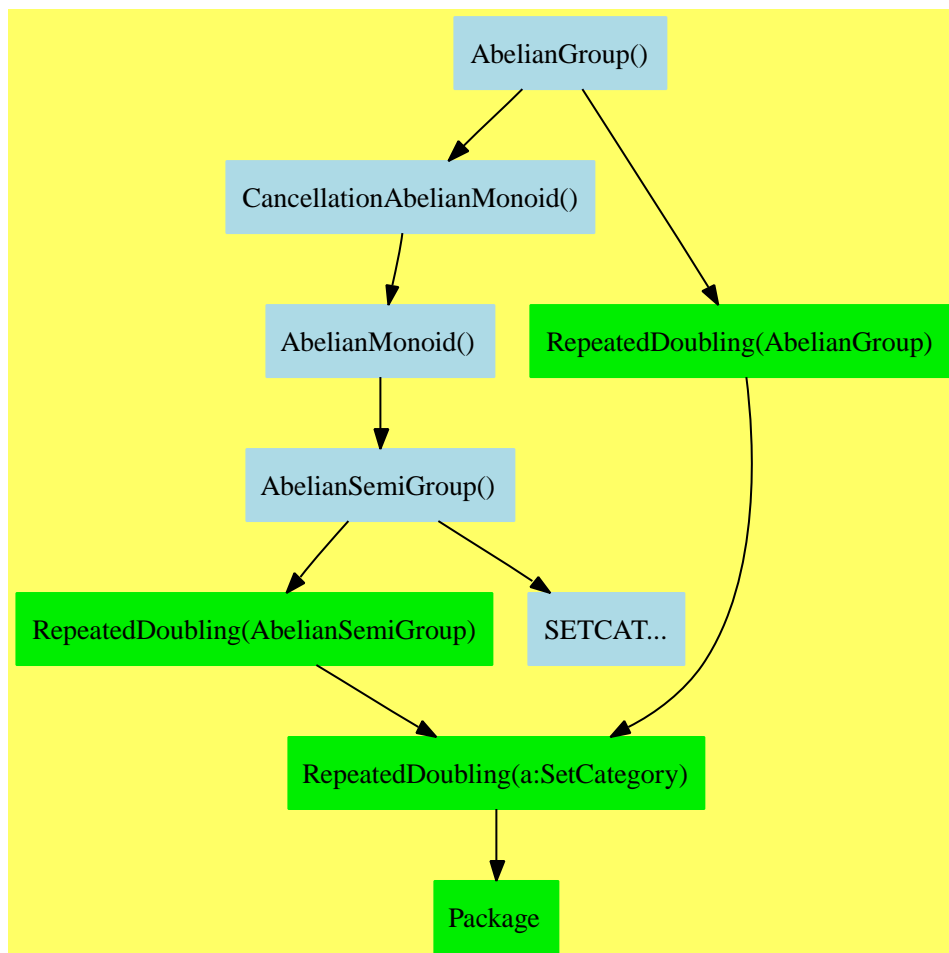 AbelianGroup()
CancellationAbelianMonoid()
AbelianMonoid()
RepeatedDoubling(AbelianGroup)
AbelianSemiGroup()
RepeatedDoubling(AbelianSemiGroup)
SETCAT...
RepeatedDoubling(a:SetCategory)
Package